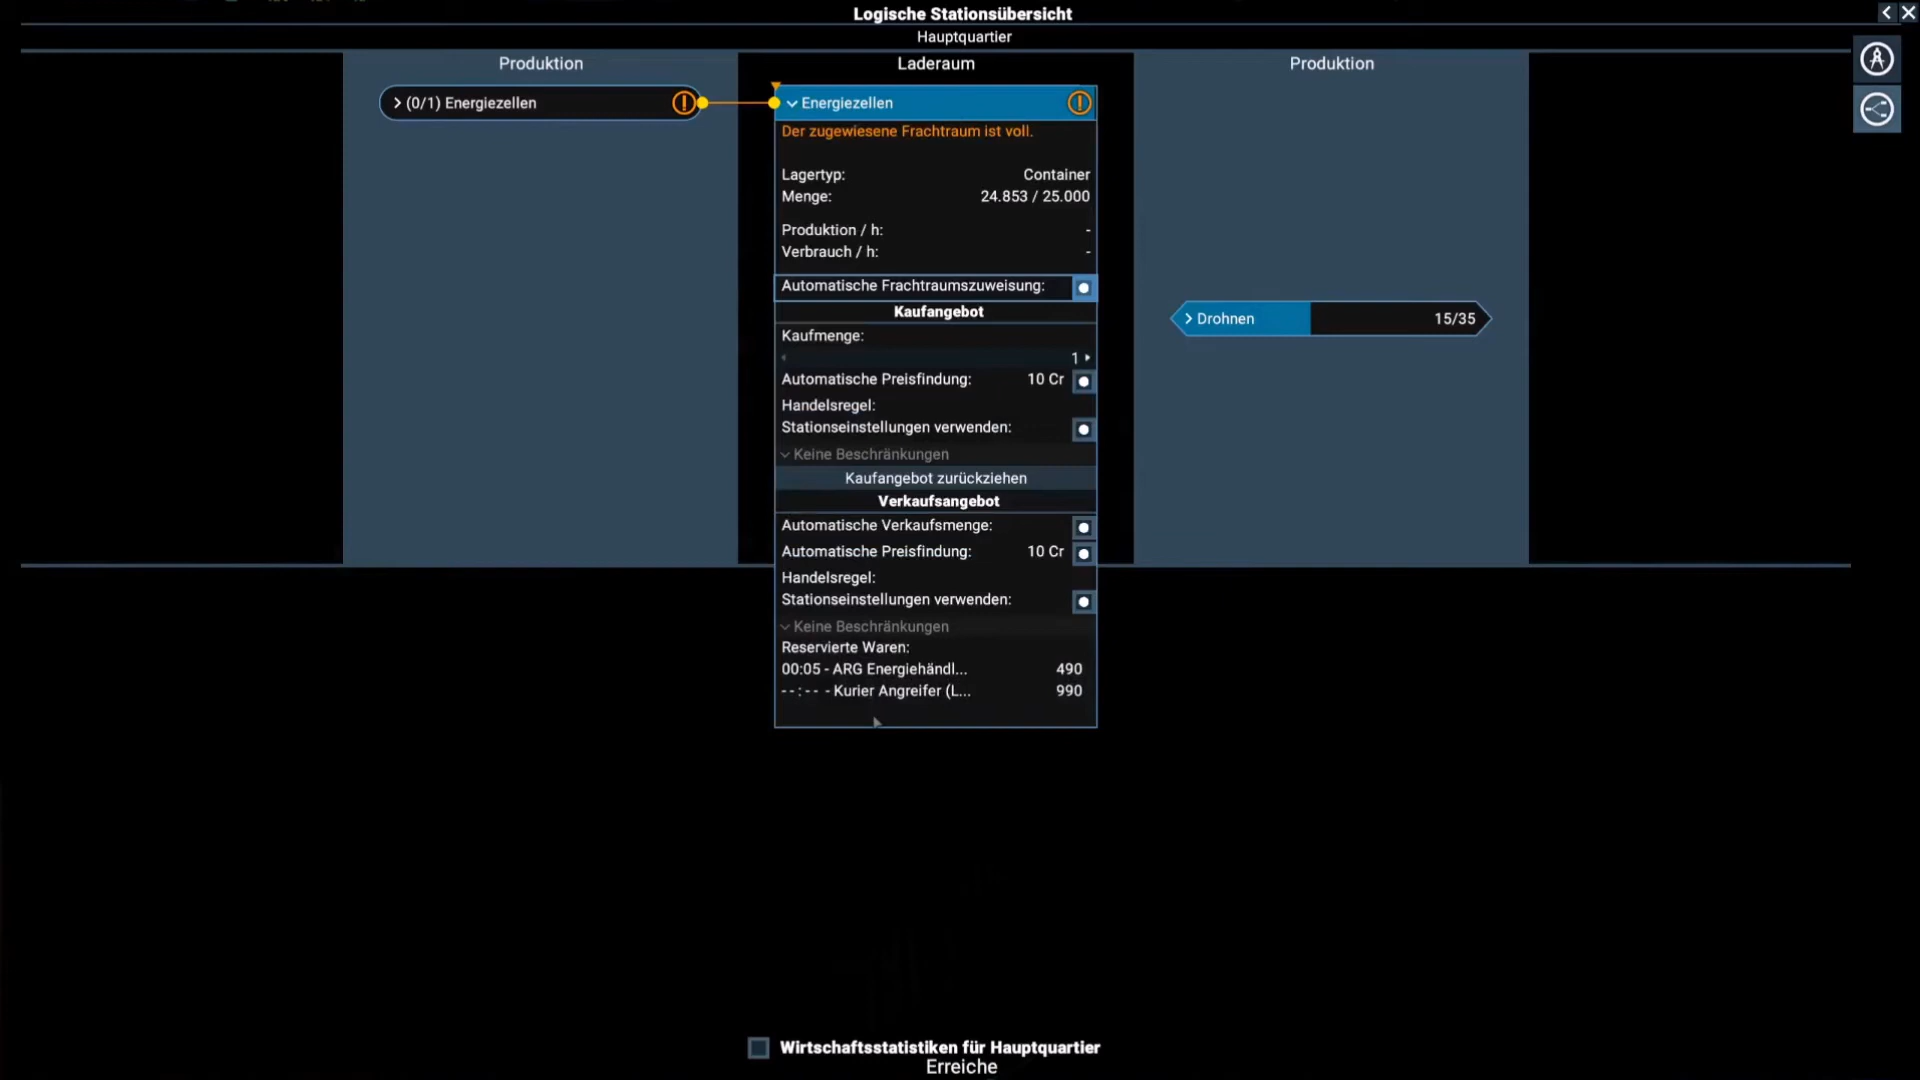 Logische Stationsübersicht
Hauptquartier
Produktion
Laderaum
Produktion
(0/1) Energiezellen
Energiezellen
Der zugewiesene Frachtraum ist voll.
Lagertyp: Container
Menge: 24.853 / 25.000
Produktion / h: -
Verbrauch / h: -
Automatische Frachtraumszuweisung:
Kaufangebot
Kaufmenge:
1
Automatische Preisfindung: 10 Cr
Handelsregel:
Stationseinstellungen verwenden:
Keine Beschränkungen
Kaufangebot zurückziehen
Verkaufsangebot
Automatische Verkaufsmenge:
Automatische Preisfindung: 10 Cr
Handelsregel:
Stationseinstellungen verwenden:
Keine Beschränkungen
Reservierte Waren:
00:05 - ARG Energiehändl... 490
--:-- - Kurier Angreifer (L... 990
Drohnen 15/35
Wirtschaftsstatistiken für Hauptquartier
Erreiche